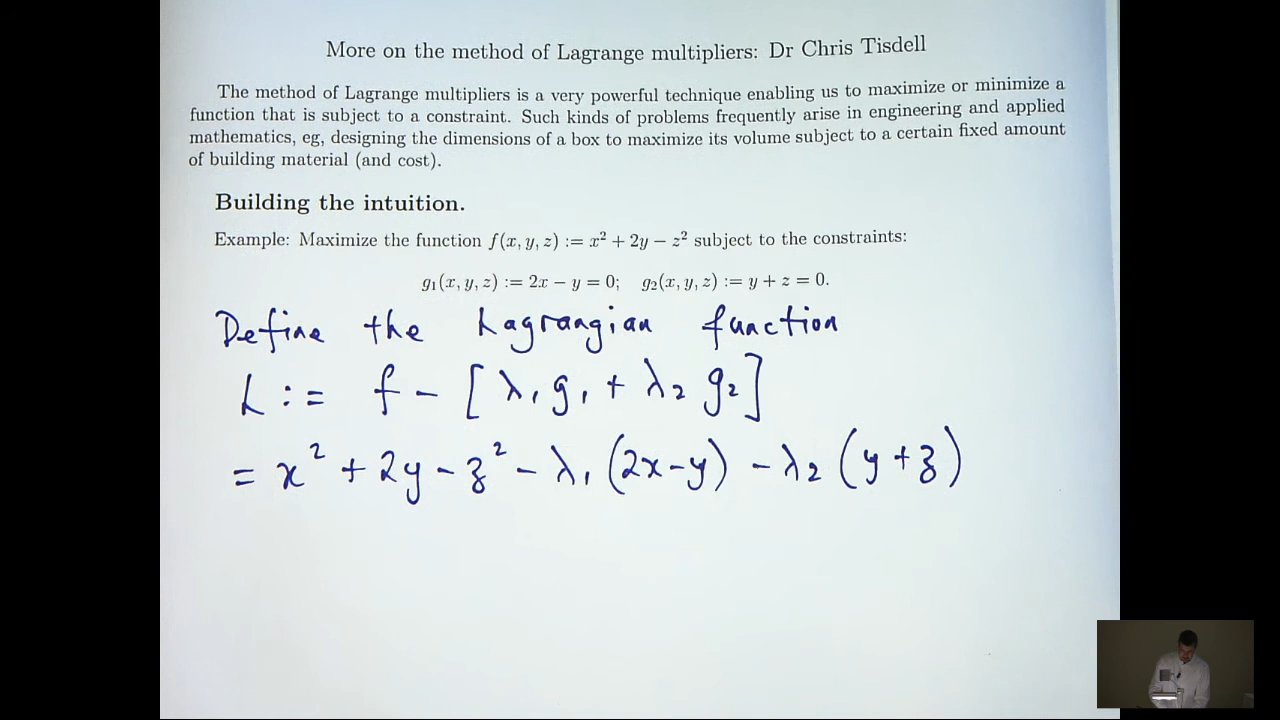 More on the method of Lagrange multipliers: Dr Chris Tisdell
The method of Lagrange multipliers is a very powerful technique enabling us to maximize or minimize a
function that is subject to a constraint. Such kinds of problems frequently arise in engineering and applied
mathematics, eg, designing the dimensions of a box to maximize its volume subject to a certain fixed amount
of building material (and cost).
Building the intuition.
Example: Maximize the function f(x, y, z) := x² + 2y − z² subject to the constraints:
g₁(x, y, z) := 2x − y = 0; g₂(x, y, z) := y + z = 0.
Define the Lagrangian function
L := f − [λ₁g₁ + λ₂g₂]
= x² + 2y − z² − λ₁(2x−y) − λ₂(y+z)